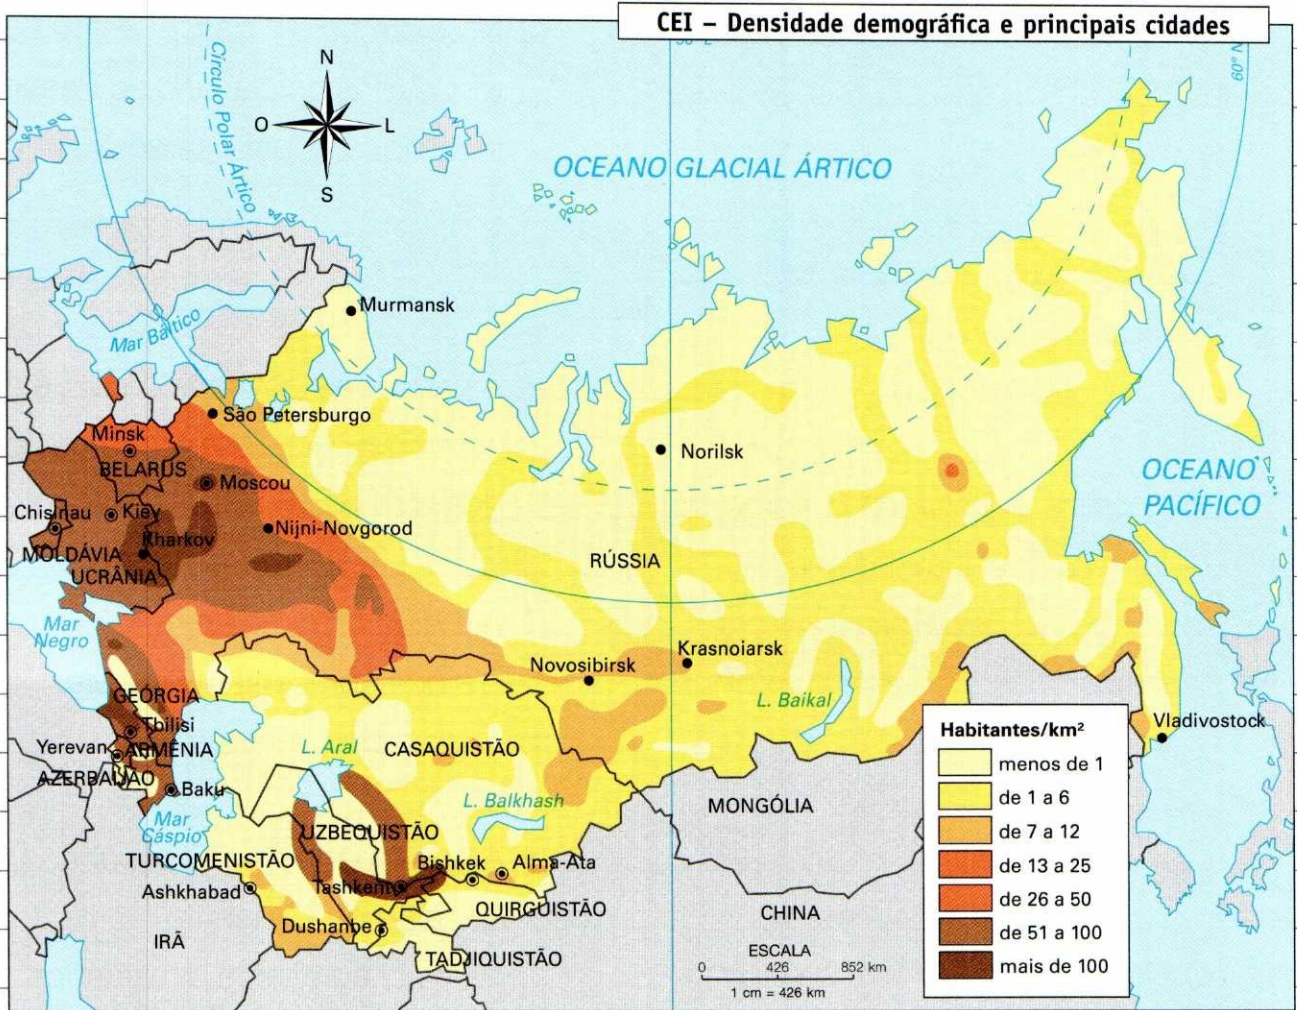 CEI – Densidade demográfica e principais cidades
60° N
Círculo Polar Ártico
N
O
L
S
OCEANO GLACIAL ÁRTICO
Murmansk
Mar Báltico
São Petersburgo
Minsk
BELARUS
Moscou
Norilsk
OCEANO
PACÍFICO
Chisinau
Kiev
Nijni-Novgorod
Kharkov
MOLDÁVIA
UCRÂNIA
RÚSSIA
Mar
Negro
Krasnoiarsk
Novosibirsk
L. Baikal
GEÓRGIA
Tbilisi
Vladivostock
Yerevan
ARMÊNIA
L. Aral
CASAQUISTÃO
AZERBAIJÃO
Baku
L. Balkhash
MONGÓLIA
Mar
Cáspio
UZBEQUISTÃO
TURCOMENISTÃO
Bishkek
Alma-Ata
Ashkhabad
Tashkent
QUIRGUISTÃO
CHINA
Dushanbe
IRÃ
TADJIQUISTÃO
ESCALA
0 426 852 km
1 cm = 426 km
Habitantes/km²
menos de 1
de 1 a 6
de 7 a 12
de 13 a 25
de 26 a 50
de 51 a 100
mais de 100